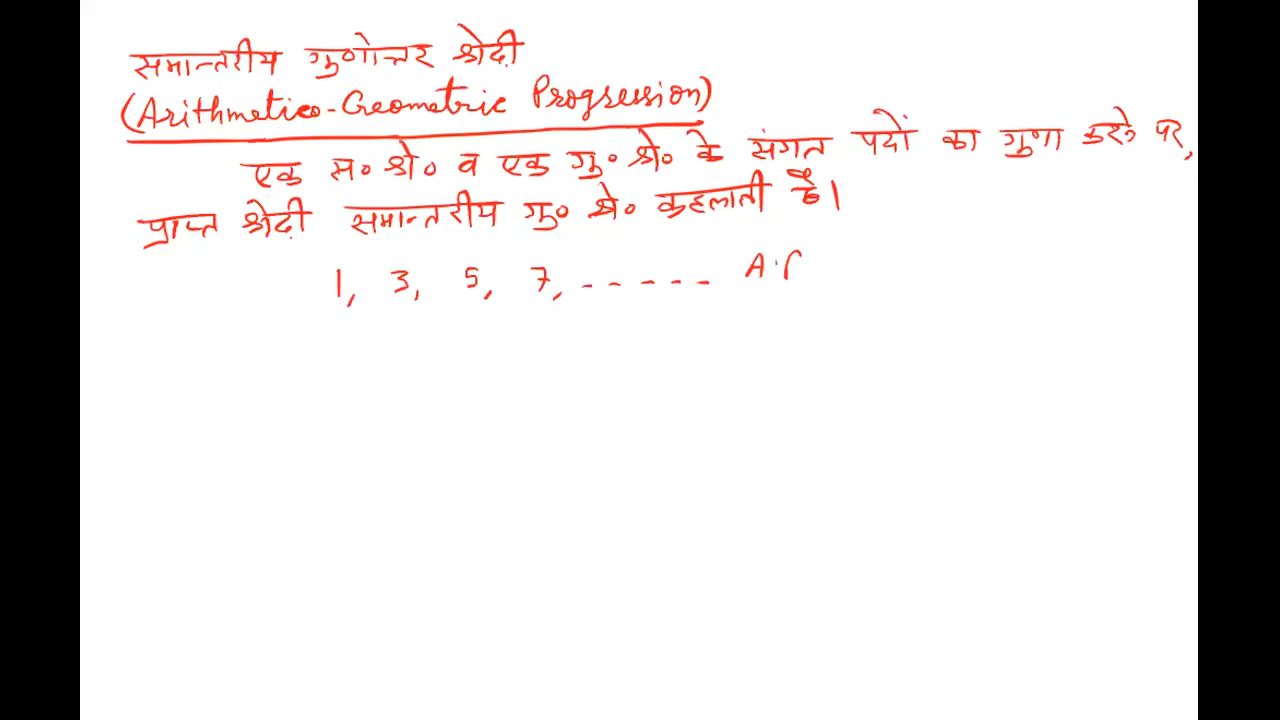 समान्तरीय गुणोत्तर श्रेढ़ी
(Arithmetico-Geometric Progression)
एक स० श्रे० व एक गु० श्रे० के संगत पदों का गुणा करने पर,
प्राप्त श्रेढ़ी समान्तरीय गु० श्रे० कहलाती है।
1, 3, 5, 7, ----- A.